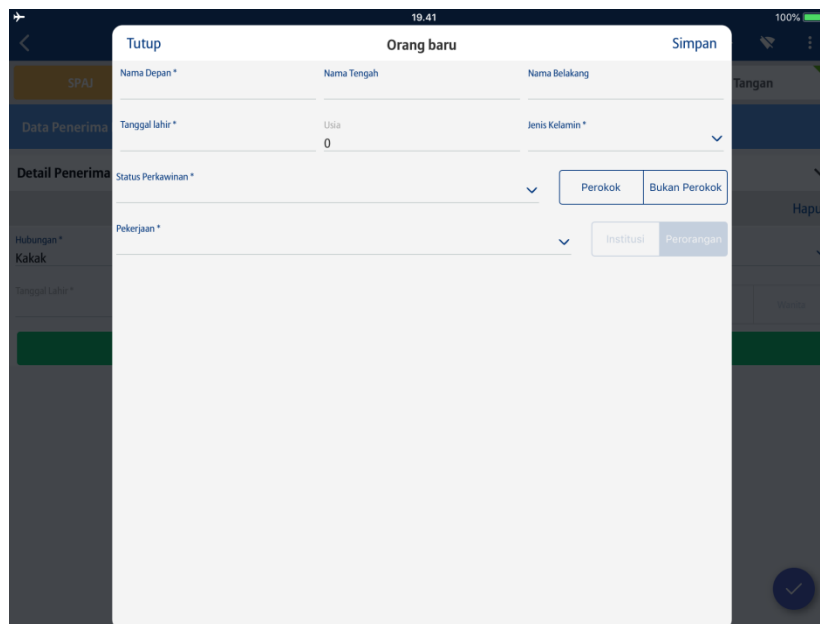 19.41
100%
Tutup
Orang baru
Simpan
SPAJ
Tangan
Nama Depan *
Nama Tengah
Nama Belakang
Data Penerima
Tanggal lahir *
Usia
Jenis Kelamin *
0
Detail Penerima
Status Perkawinan *
Perokok
Bukan Perokok
Hapu
Pekerjaan *
Institusi
Perorangan
Hubungan *
Kakak
Tanggal Lahir *
Wanita